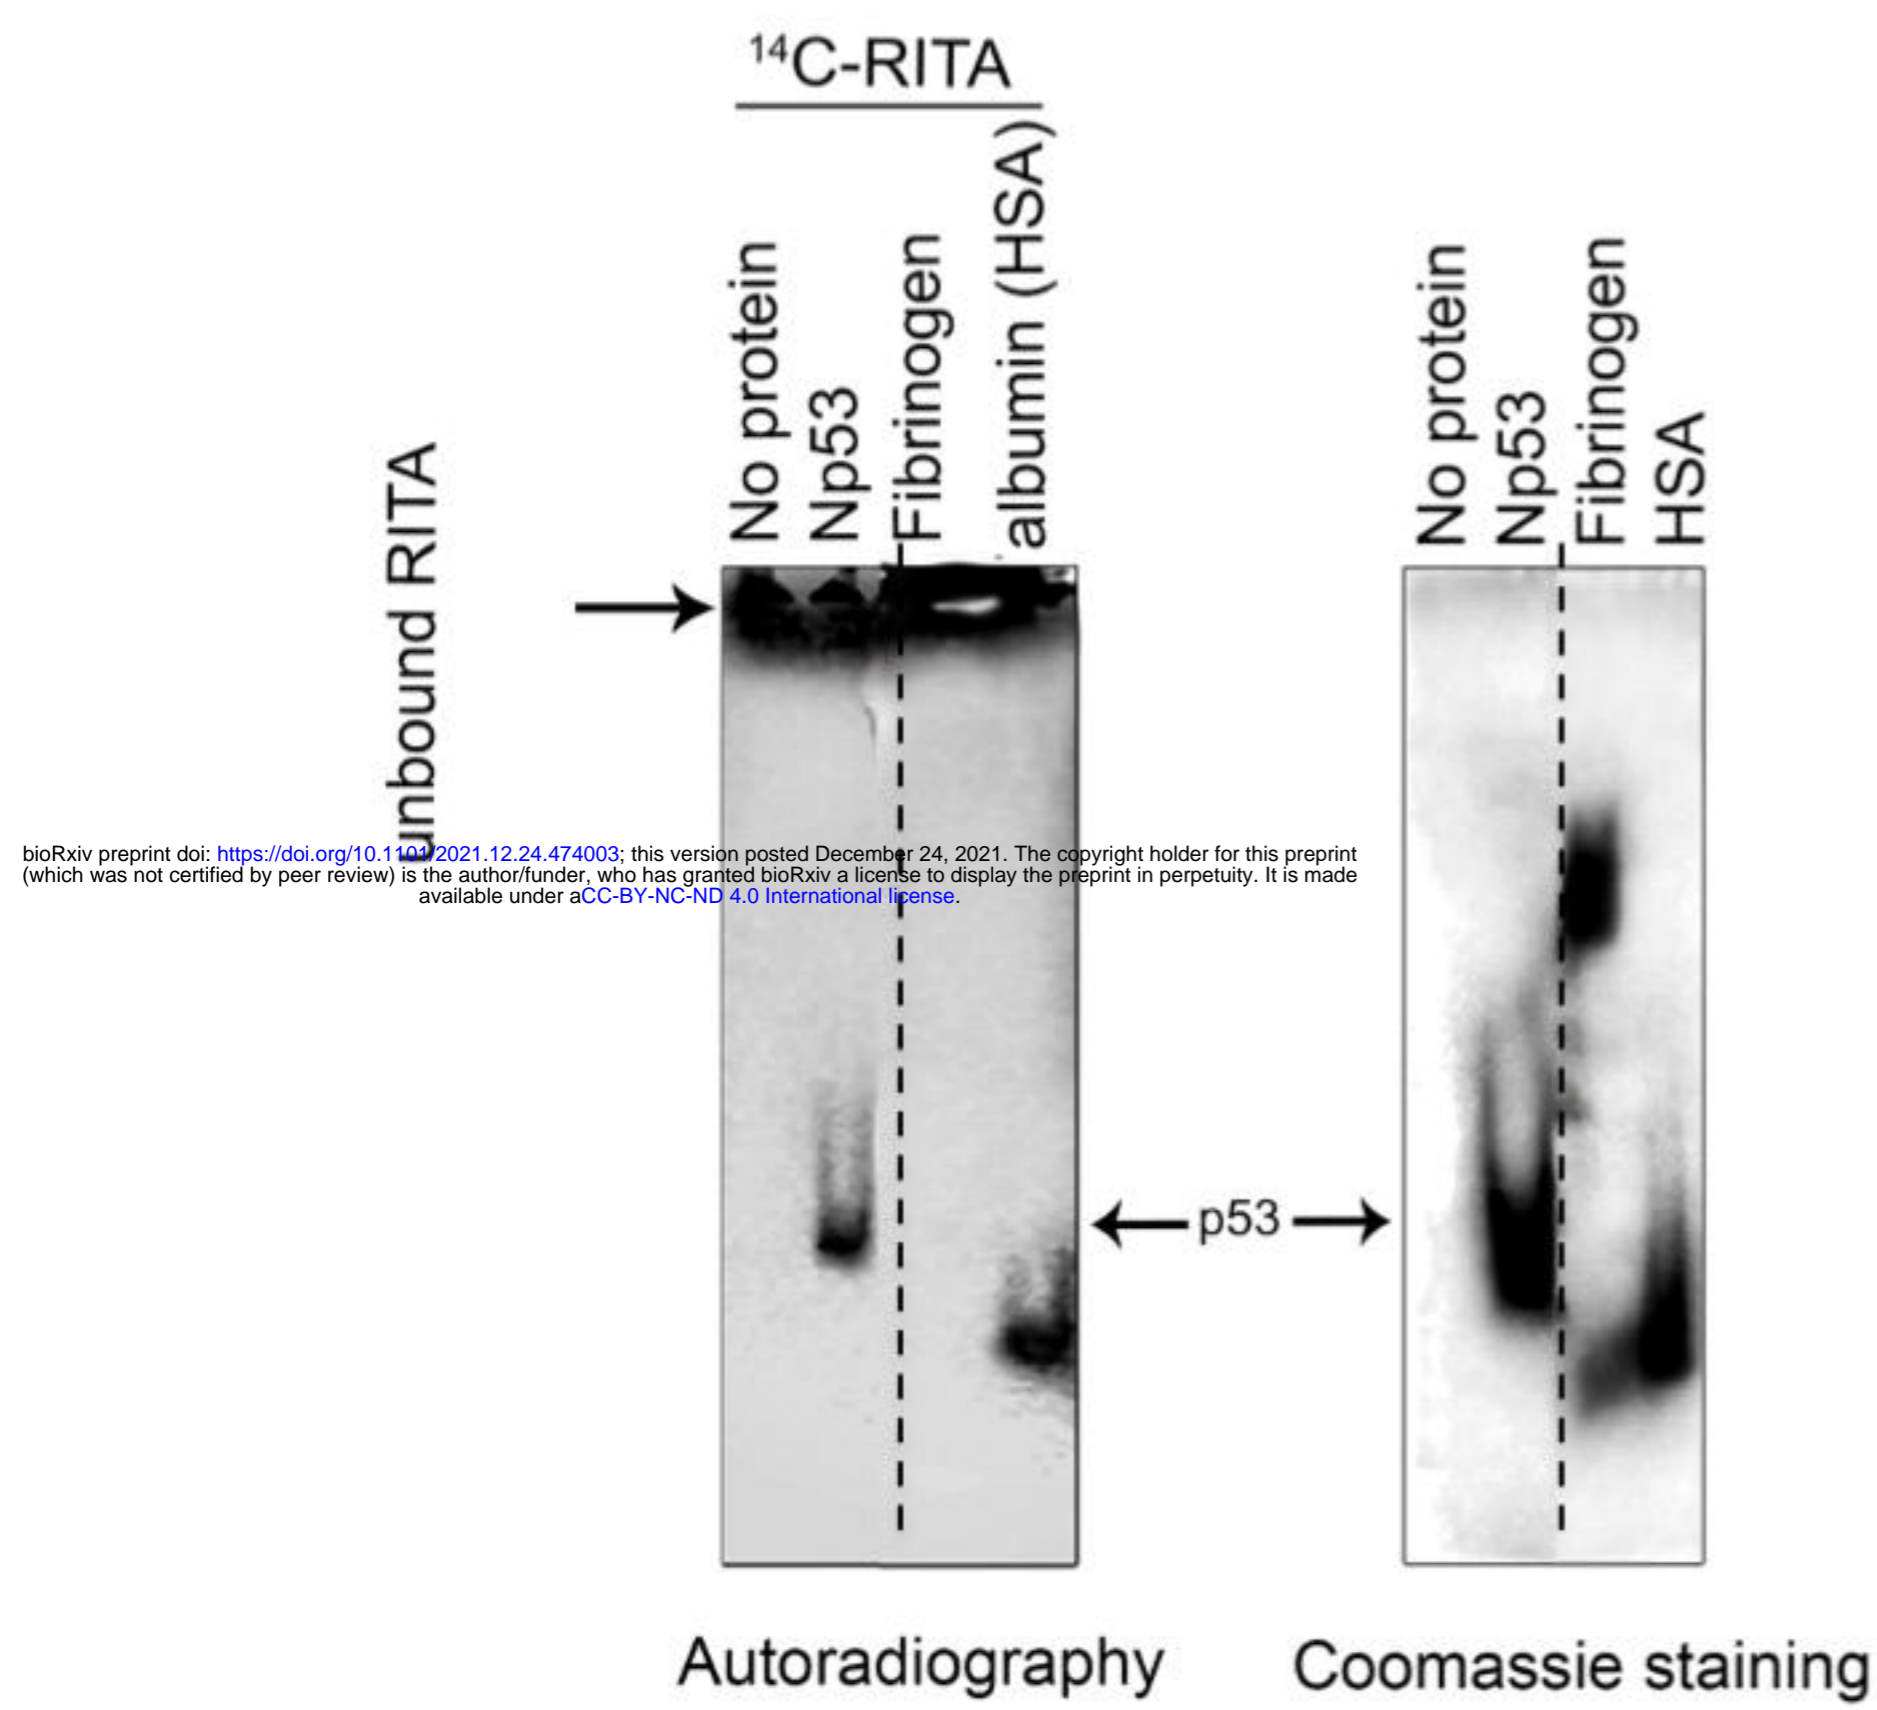 ¹⁴C-RITA
No protein
Np53
Fibrinogen
albumin (HSA)
No protein
Np53
Fibrinogen
HSA
unbound RITA
bioRxiv preprint doi: https://doi.org/10.1101/2021.12.24.474003; this version posted December 24, 2021. The copyright holder for this preprint
(which was not certified by peer review) is the author/funder, who has granted bioRxiv a license to display the preprint in perpetuity. It is made
available under aCC-BY-NC-ND 4.0 International license.
p53
Autoradiography
Coomassie staining